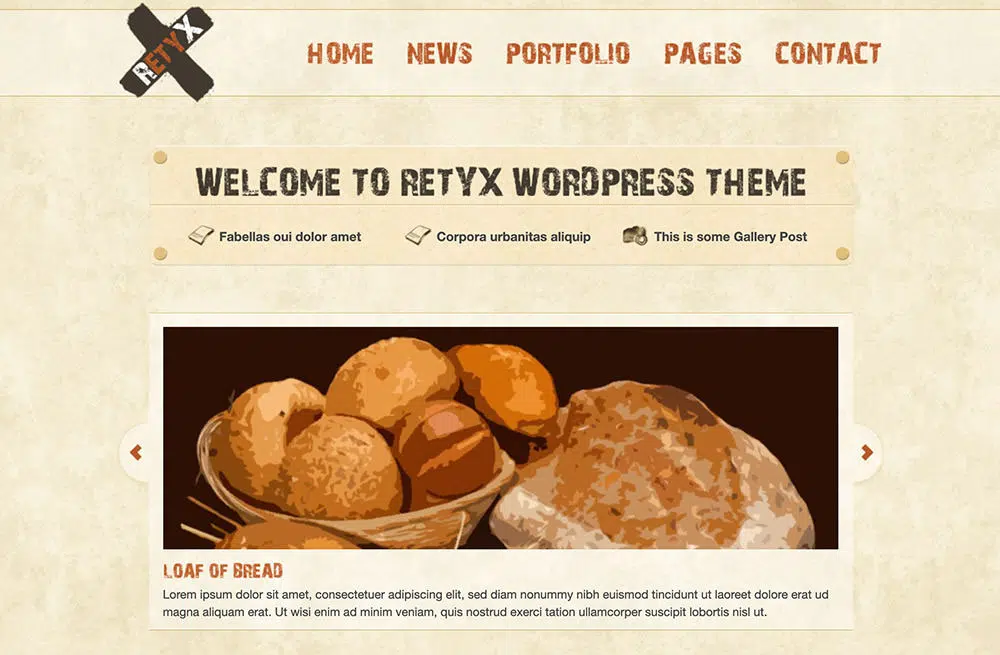 RETYX
HOME NEWS PORTFOLIO PAGES CONTACT
WELCOME TO RETYX WORDPRESS THEME
Fabellas oui dolor amet Corpora urbanitas aliquip This is some Gallery Post
LOAF OF BREAD
Lorem ipsum dolor sit amet, consectetuer adipiscing elit, sed diam nonummy nibh euismod tincidunt ut laoreet dolore erat ud
magna aliquam erat. Ut wisi enim ad minim veniam, quis nostrud exerci tation ullamcorper suscipit lobortis nisl ut.